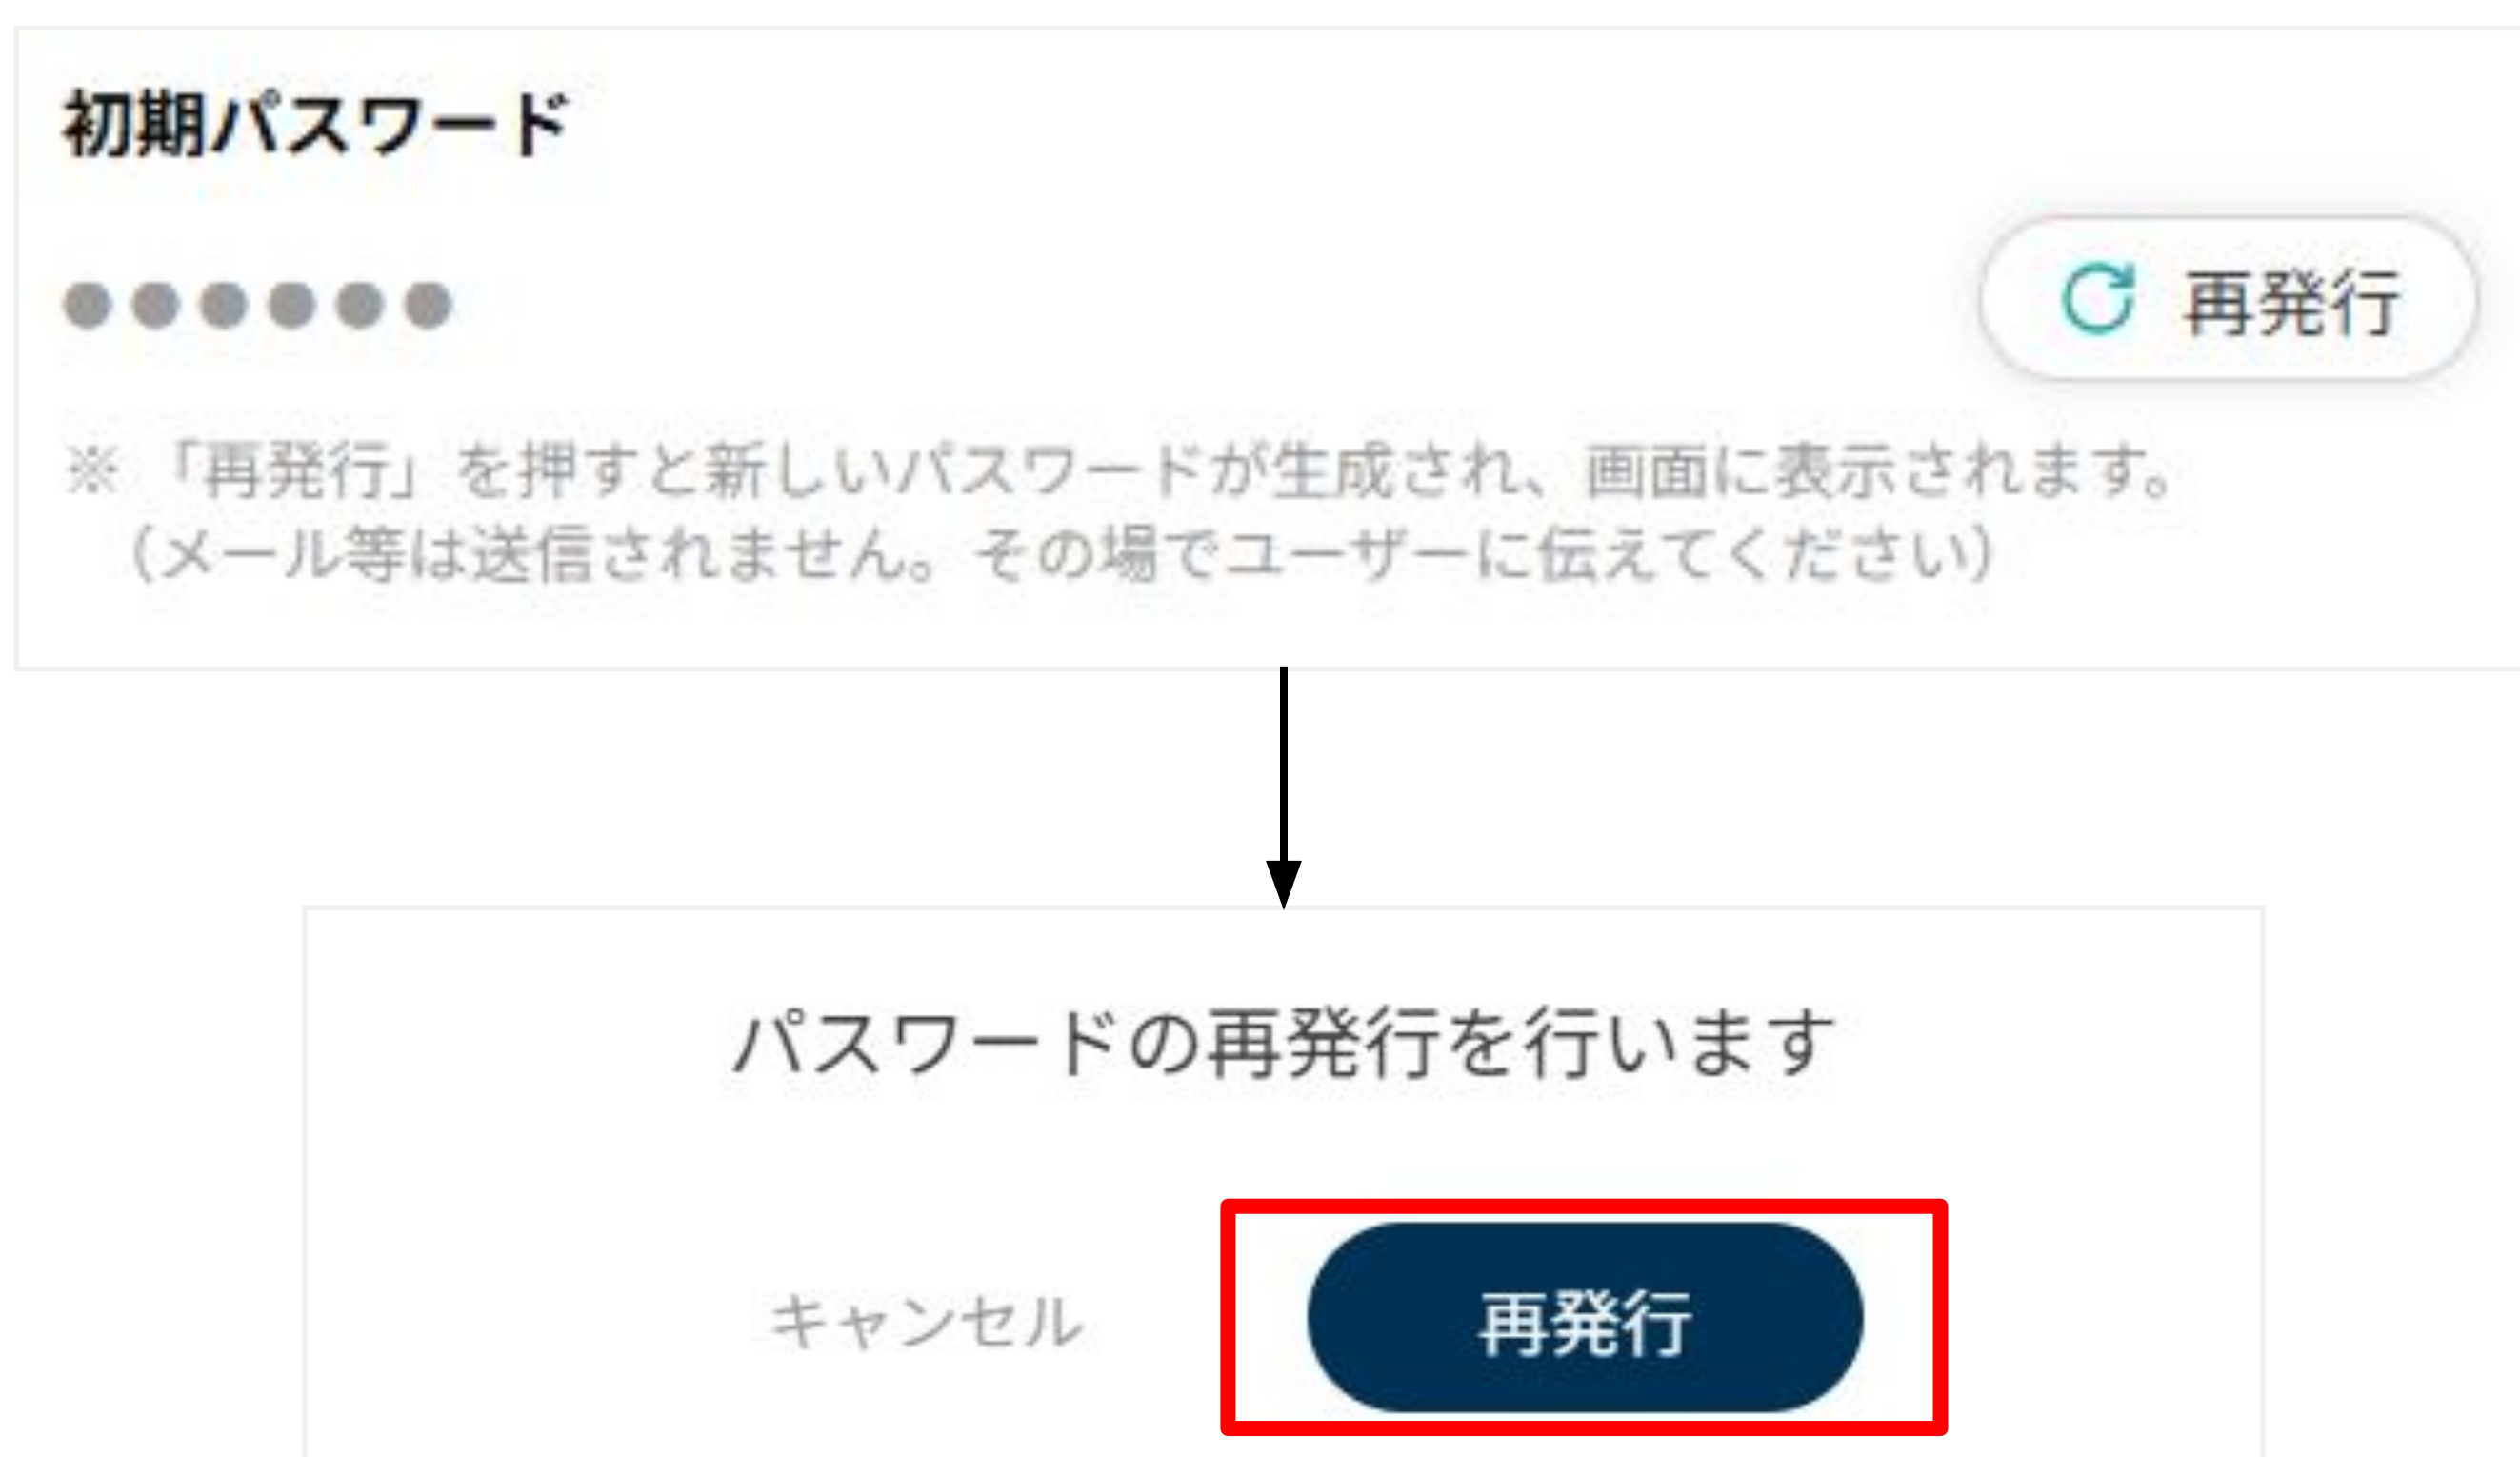 初期パスワード
●●●●●●
再発行
※ 「再発行」を押すと新しいパスワードが生成され、画面に表示されます。
（メール等は送信されません。その場でユーザーに伝えてください）
パスワードの再発行を行います
キャンセル
再発行